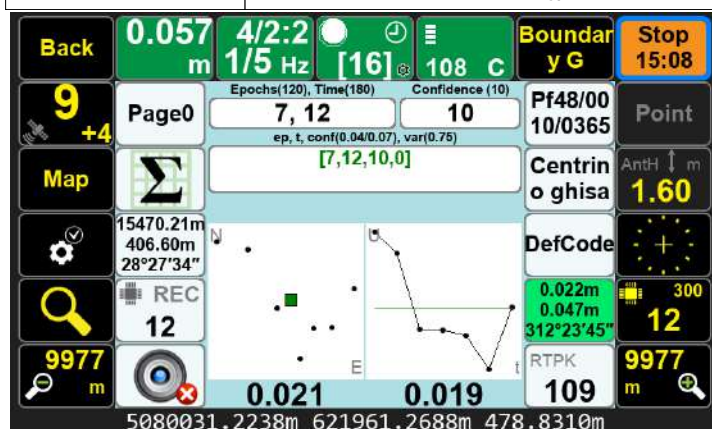 Back
0.057
m
4/2:2
1/5 Hz
[16]
108 C
Boundar
y G
Stop
15:08
9
+4
Page0
Epochs(120), Time(180)
7, 12
Confidence (10)
10
Pf48/00
10/0365
Point
ep, t, conf(0.04/0.07), var(0.75)
[7,12,10,0]
Map
Σ
Centrin
o ghisa
AntH m
1.60
15470.21m
406.60m
28°27'34"
N
U
DefCode
REC
12
0.022m
0.047m
312°23'45"
300
12
E
t
9977
m
0.021
0.019
RTPK
109
9977
m
5080031.2238m 621961.2688m 478.8310m